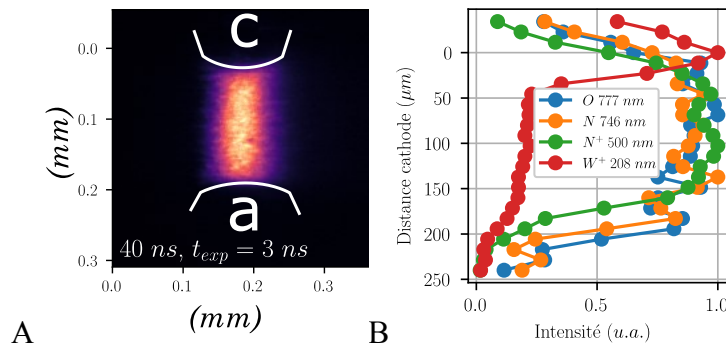 c
a
40 ns, t_exp = 3 ns
0.0
0.1
0.2
0.3
(mm)
0.0
0.1
0.2
0.3
(mm)
A
0
50
100
150
200
250
Distance cathode (μm)
O 777 nm
N 746 nm
N⁺ 500 nm
W⁺ 208 nm
0.0
0.5
1.0
Intensité (u.a.)
B